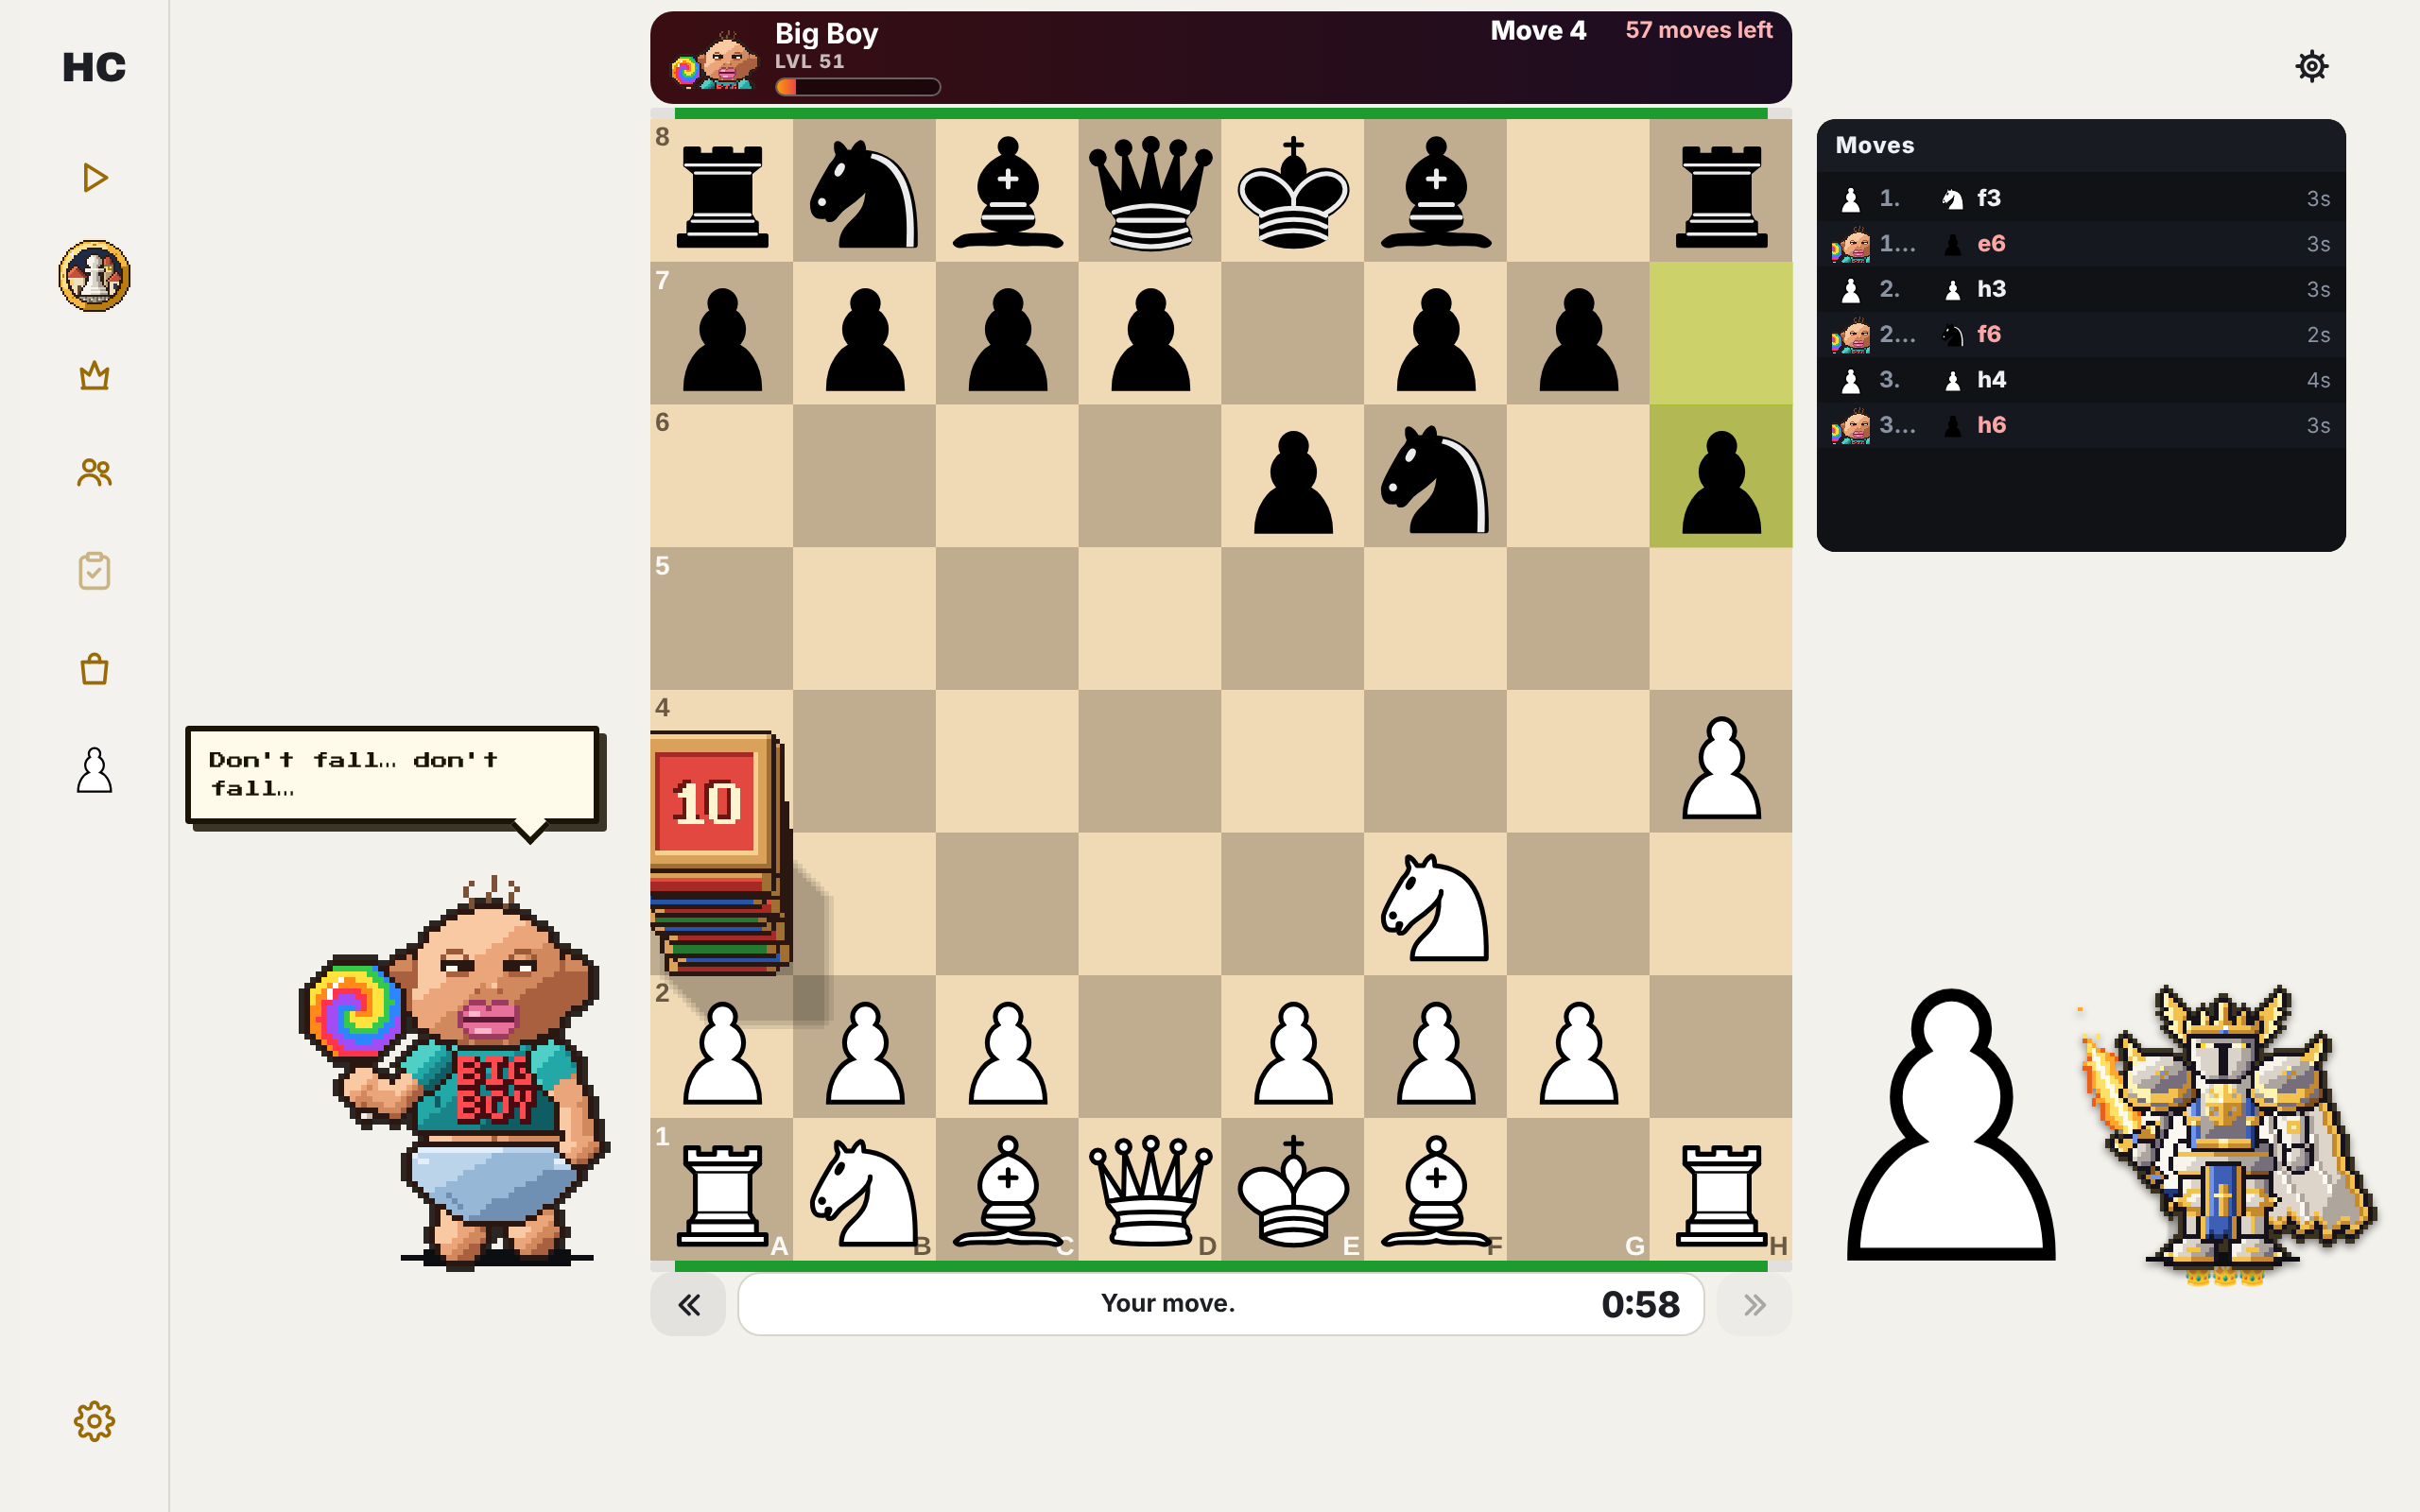 HC
Big Boy
LVL 51
Move 4
57 moves left
8
7
6
5
4
2
1
A
B
C
D
E
F
G
H
10
Moves
1. f3 3s
1... e6 3s
2. h3 3s
2... f6 2s
3. h4 4s
3... h6 3s
Don't fall... don't
fall...
BIG
BOY
Your move.
0:58